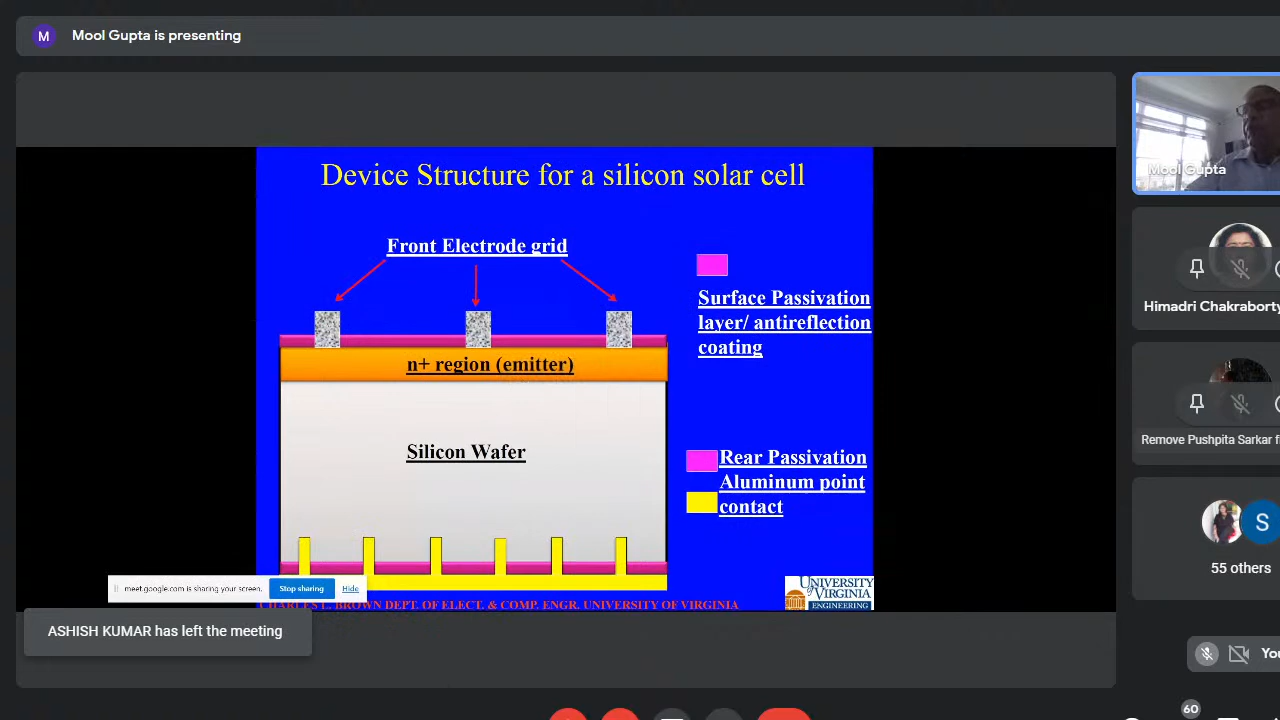 M
Mool Gupta is presenting
Device Structure for a silicon solar cell
Front Electrode grid
Surface Passivation
layer/ antireflection
coating
n+ region (emitter)
Silicon Wafer
Rear Passivation
Aluminum point
contact
CHARLES L. BROWN DEPT. OF ELECT. & COMP. ENGR. UNIVERSITY OF VIRGINIA
UNIVERSITY
of VIRGINIA
ENGINEERING
meet.google.com is sharing your screen.
Stop sharing
Hide
ASHISH KUMAR has left the meeting
Mool Gupta
Himadri Chakraborty
Remove Pushpita Sarkar f
S
55 others
You
60